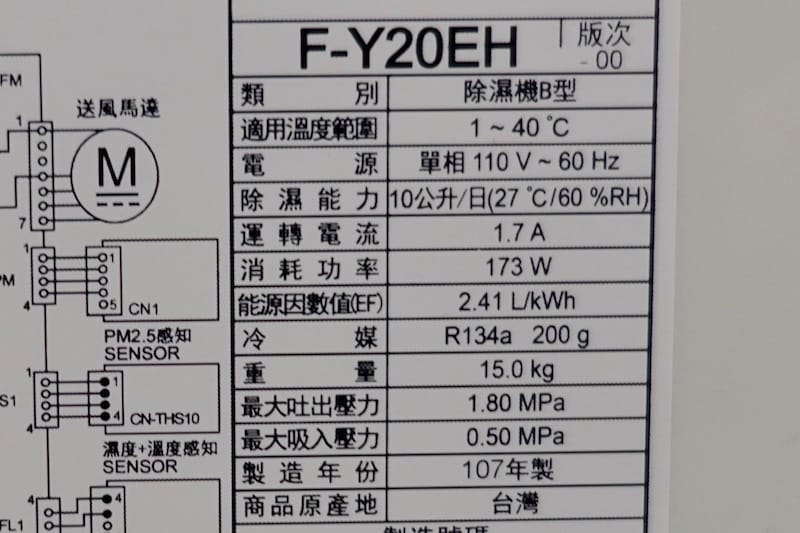 F-Y20EH 版次 -00
類別 除濕機B型
適用溫度範圍 1 ~ 40 ℃
電源 單相 110 V ~ 60 Hz
除濕能力 10公升/日(27 ℃/60 %RH)
運轉電流 1.7 A
消耗功率 173 W
能源因數值(EF) 2.41 L/kWh
冷媒 R134a 200 g
重量 15.0 kg
最大吐出壓力 1.80 MPa
最大吸入壓力 0.50 MPa
製造年份 107年製
商品原產地 台灣
製造號碼
FM
送風馬達
1
M
7
PM
1
4
1
5
CN1
PM2.5感知
SENSOR
S1
1
4
1
4
CN-THS10
濕度+溫度感知
SENSOR
4
4
FL1
1